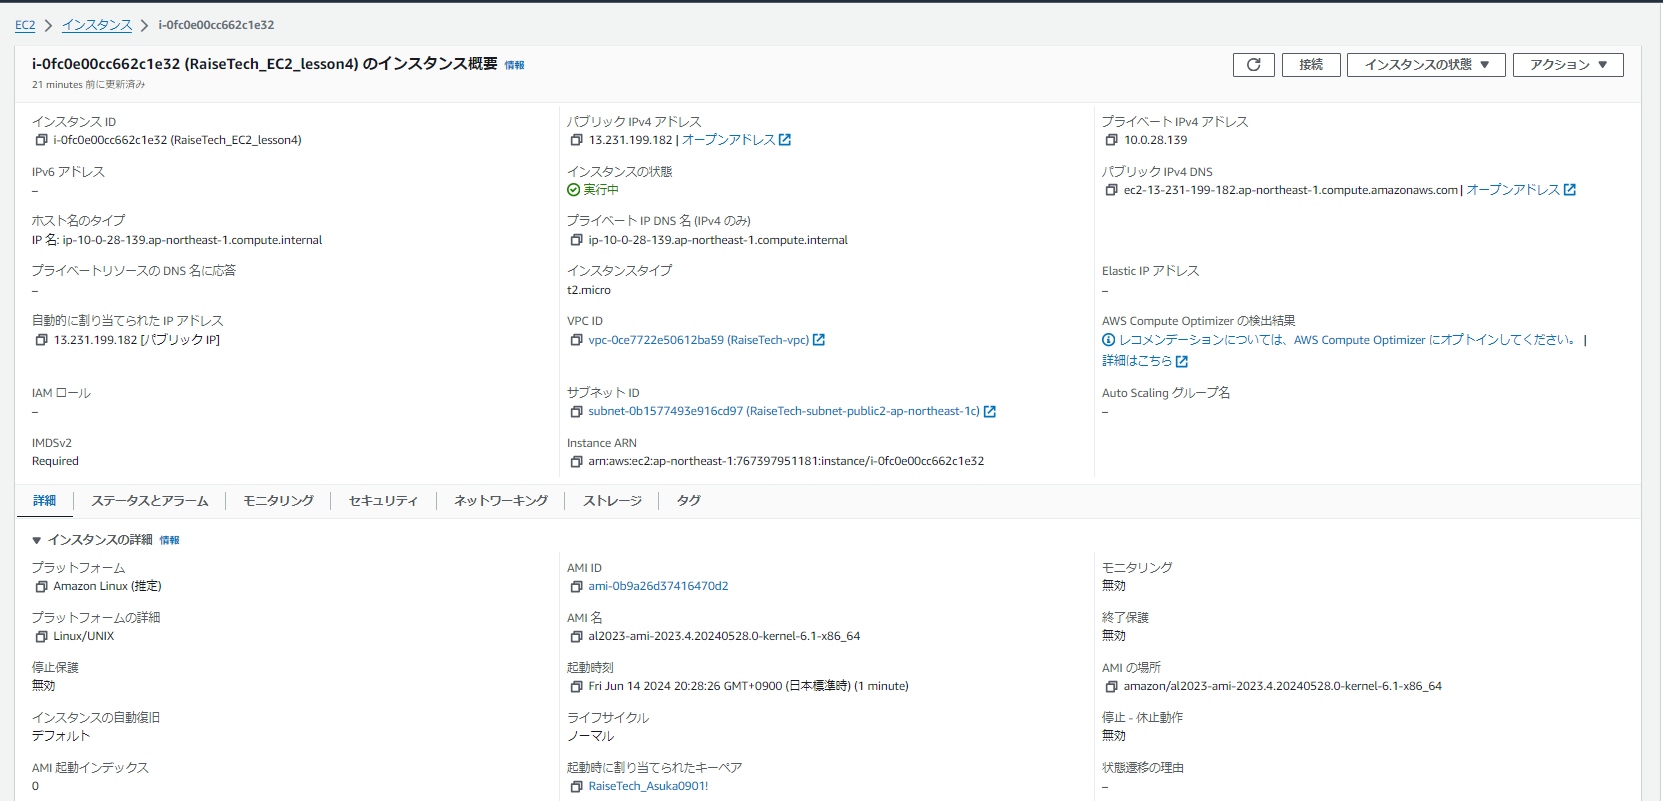 EC2 > インスタンス > i-0fc0e00cc662c1e32
i-0fc0e00cc662c1e32 (RaiseTech_EC2_lesson4) のインスタンス概要 情報
21 minutes 前に更新済み
接続
インスタンスの状態 ▼
アクション ▼
インスタンス ID
i-0fc0e00cc662c1e32 (RaiseTech_EC2_lesson4)
パブリック IPv4 アドレス
13.231.199.182 | オープンアドレス
プライベート IPv4 アドレス
10.0.28.139
IPv6 アドレス
–
インスタンスの状態
実行中
パブリック IPv4 DNS
ec2-13-231-199-182.ap-northeast-1.compute.amazonaws.com | オープンアドレス
ホスト名のタイプ
IP 名: ip-10-0-28-139.ap-northeast-1.compute.internal
プライベート IP DNS 名 (IPv4 のみ)
ip-10-0-28-139.ap-northeast-1.compute.internal
プライベートリソースの DNS 名に応答
–
インスタンスタイプ
t2.micro
Elastic IP アドレス
–
自動的に割り当てられた IP アドレス
13.231.199.182 [パブリック IP]
VPC ID
vpc-0ce7722e50612ba59 (RaiseTech-vpc)
AWS Compute Optimizer の検出結果
レコメンデーションについては、AWS Compute Optimizer にオプトインしてください。 |
詳細はこちら
IAM ロール
–
サブネット ID
subnet-0b1577493e916cd97 (RaiseTech-subnet-public2-ap-northeast-1c)
Auto Scaling グループ名
–
IMDSv2
Required
Instance ARN
arn:aws:ec2:ap-northeast-1:767397951181:instance/i-0fc0e00cc662c1e32
詳細
ステータスとアラーム
モニタリング
セキュリティ
ネットワーキング
ストレージ
タグ
▼ インスタンスの詳細 情報
プラットフォーム
Amazon Linux (推定)
AMI ID
ami-0b9a26d37416470d2
モニタリング
無効
プラットフォームの詳細
Linux/UNIX
AMI 名
al2023-ami-2023.4.20240528.0-kernel-6.1-x86_64
終了保護
無効
停止保護
無効
起動時刻
Fri Jun 14 2024 20:28:26 GMT+0900 (日本標準時) (1 minute)
AMI の場所
amazon/al2023-ami-2023.4.20240528.0-kernel-6.1-x86_64
インスタンスの自動復旧
デフォルト
ライフサイクル
ノーマル
停止 - 休止動作
無効
AMI 起動インデックス
0
起動時に割り当てられたキーペア
RaiseTech_Asuka0901!
状態遷移の理由
–